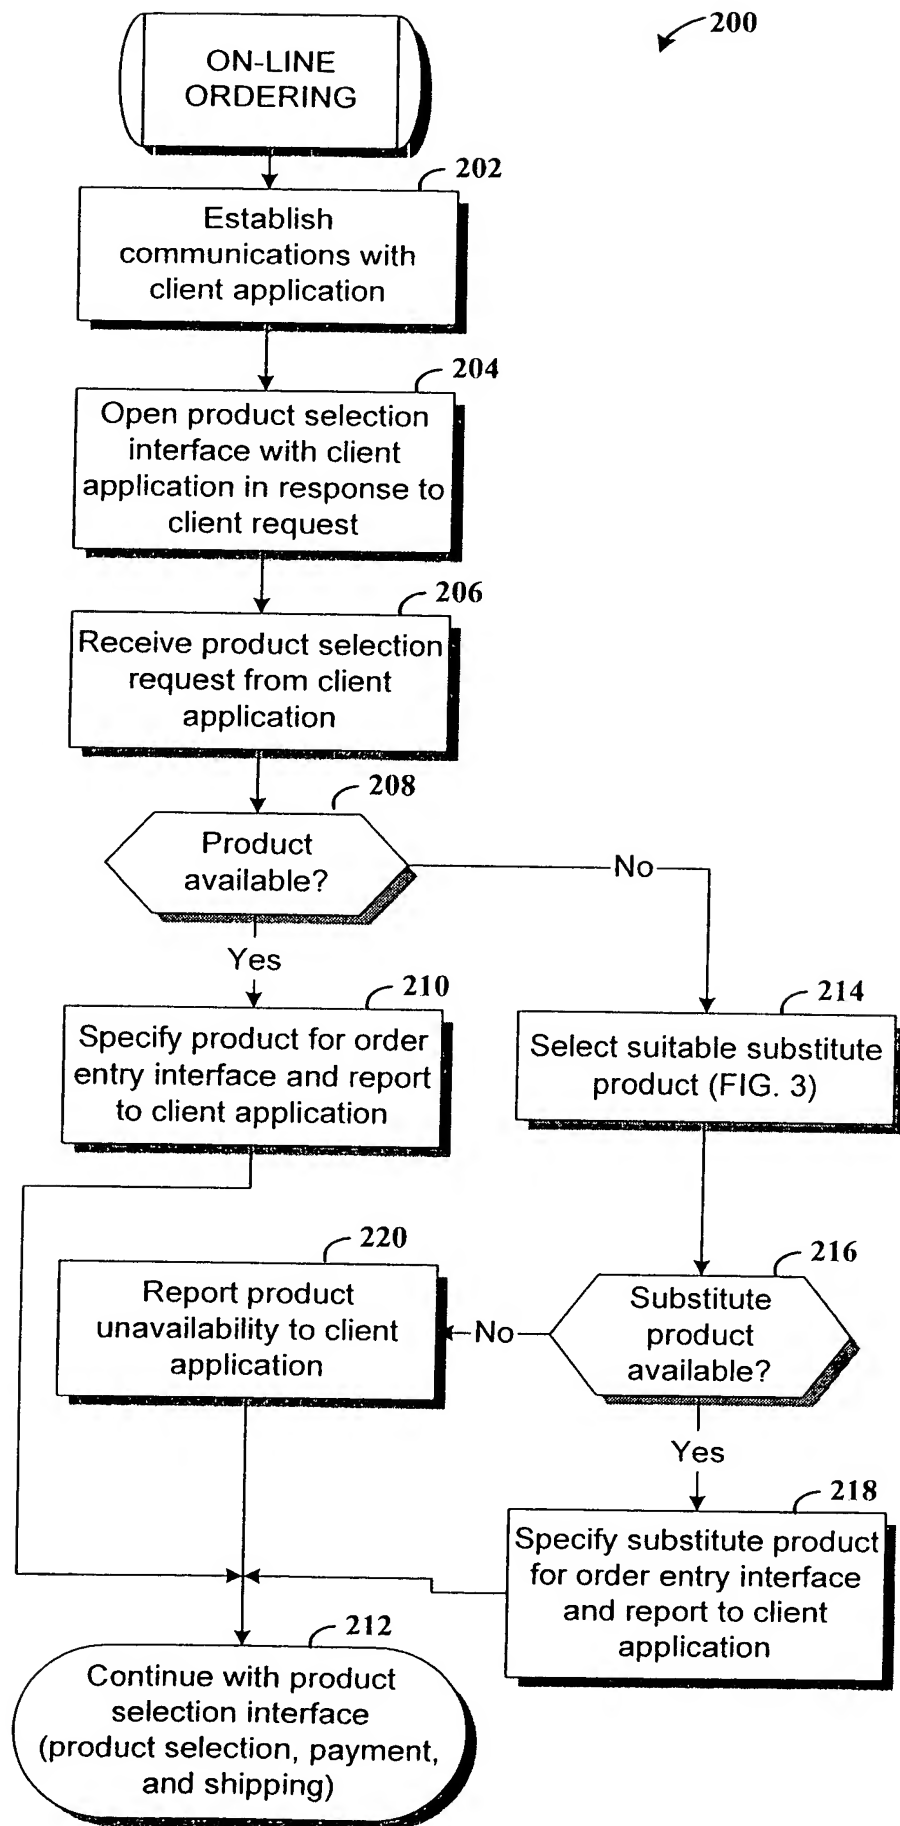 200
ON-LINE
ORDERING
202
Establish
communications with
client application
204
Open product selection
interface with client
application in response to
client request
206
Receive product selection
request from client
application
208
Product
available?
No
Yes
210
Specify product for order
entry interface and report
to client application
214
Select suitable substitute
product (FIG. 3)
220
Report product
unavailability to client
application
216
Substitute
product
available?
No
Yes
218
Specify substitute product
for order entry interface
and report to client
application
212
Continue with product
selection interface
(product selection, payment,
and shipping)